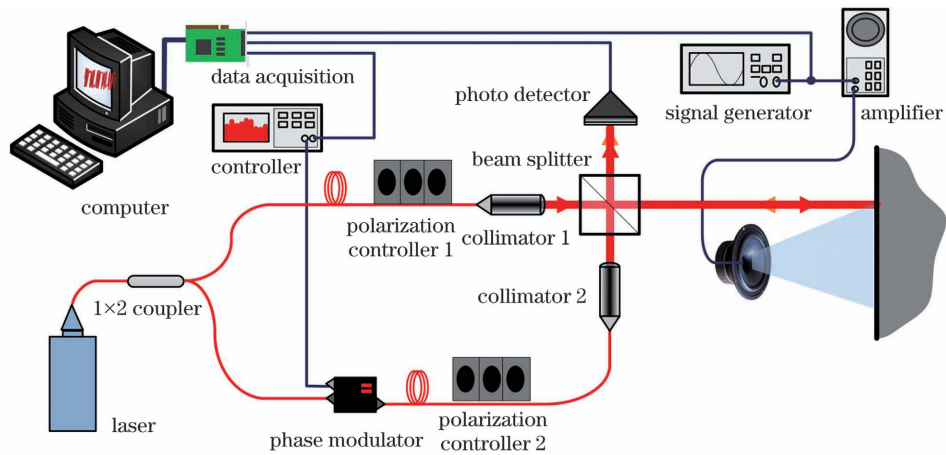 data acquisition
photo detector
signal generator
amplifier
controller
beam splitter
computer
polarization
controller 1
collimator 1
1×2 coupler
collimator 2
laser
phase modulator
polarization
controller 2